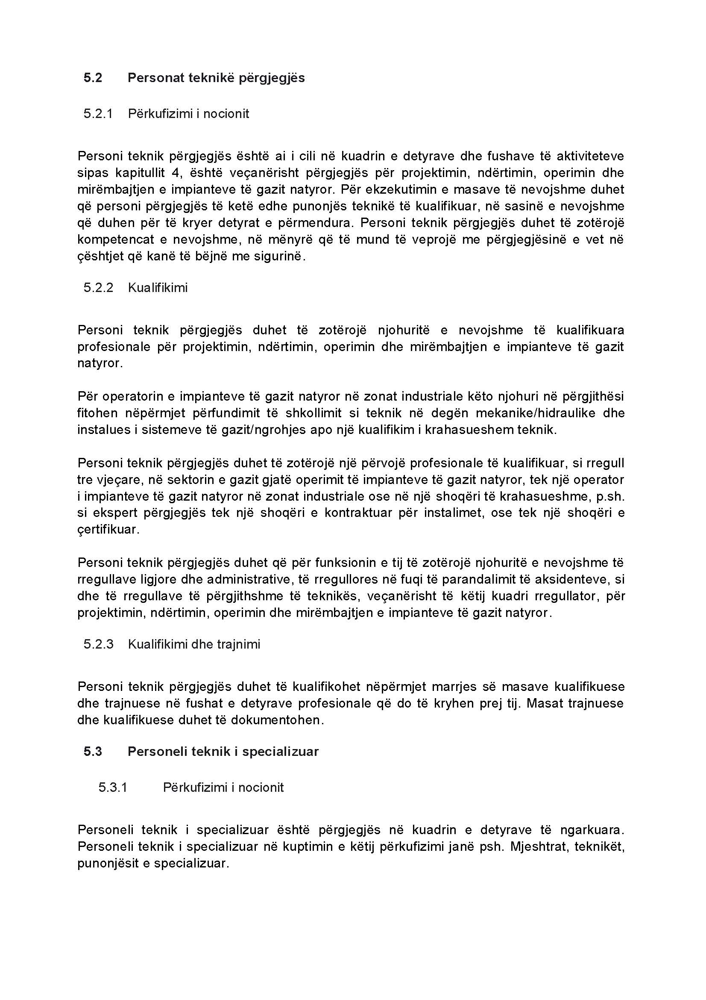 5.2 Personat teknikë përgjegjës
5.2.1 Përkufizimi i nocionit
Personi teknik përgjegjës është ai i cili në kuadrin e detyrave dhe fushave të aktiviteteve
sipas kapitullit 4, është veçanërisht përgjegjës për projektimin, ndërtimin, operimin dhe
mirëmbajtjen e impianteve të gazit natyror. Për ekzekutimin e masave të nevojshme duhet
që personi përgjegjës të ketë edhe punonjës teknikë të kualifikuar, në sasinë e nevojshme
që duhen për të kryer detyrat e përmendura. Personi teknik përgjegjës duhet të zotërojë
kompetencat e nevojshme, në mënyrë që të mund të veprojë me përgjegjësinë e vet në
çështjet që kanë të bëjnë me sigurinë.
5.2.2 Kualifikimi
Personi teknik përgjegjës duhet të zotërojë njohuritë e nevojshme të kualifikuara
profesionale për projektimin, ndërtimin, operimin dhe mirëmbajtjen e impianteve të gazit
natyror.
Për operatorin e impianteve të gazit natyror në zonat industriale këto njohuri në përgjithësi
fitohen nëpërmjet përfundimit të shkollimit si teknik në degën mekanike/hidraulike dhe
instalues i sistemeve të gazit/ngrohjes apo një kualifikim i krahasueshem teknik.
Personi teknik përgjegjës duhet të zotërojë një përvojë profesionale të kualifikuar, si rregull
tre vjeçare, në sektorin e gazit gjatë operimit të impianteve të gazit natyror, tek një operator
i impianteve të gazit natyror në zonat industriale ose në një shoqëri të krahasueshme, p.sh.
si ekspert përgjegjës tek një shoqëri e kontraktuar për instalimet, ose tek një shoqëri e
çertifikuar.
Personi teknik përgjegjës duhet që për funksionin e tij të zotërojë njohuritë e nevojshme të
rregullave ligjore dhe administrative, të rregullores në fuqi të parandalimit të aksidenteve, si
dhe të rregullave të përgjithshme të teknikës, veçanërisht të këtij kuadri rregullator, për
projektimin, ndërtimin, operimin dhe mirëmbajtjen e impianteve të gazit natyror.
5.2.3 Kualifikimi dhe trajnimi
Personi teknik përgjegjës duhet të kualifikohet nëpërmjet marrjes së masave kualifikuese
dhe trajnuese në fushat e detyrave profesionale që do të kryhen prej tij. Masat trajnuese
dhe kualifikuese duhet të dokumentohen.
5.3 Personeli teknik i specializuar
5.3.1 Përkufizimi i nocionit
Personeli teknik i specializuar është përgjegjës në kuadrin e detyrave të ngarkuara.
Personeli teknik i specializuar në kuptimin e këtij përkufizimi janë psh. Mjeshtrat, teknikët,
punonjësit e specializuar.